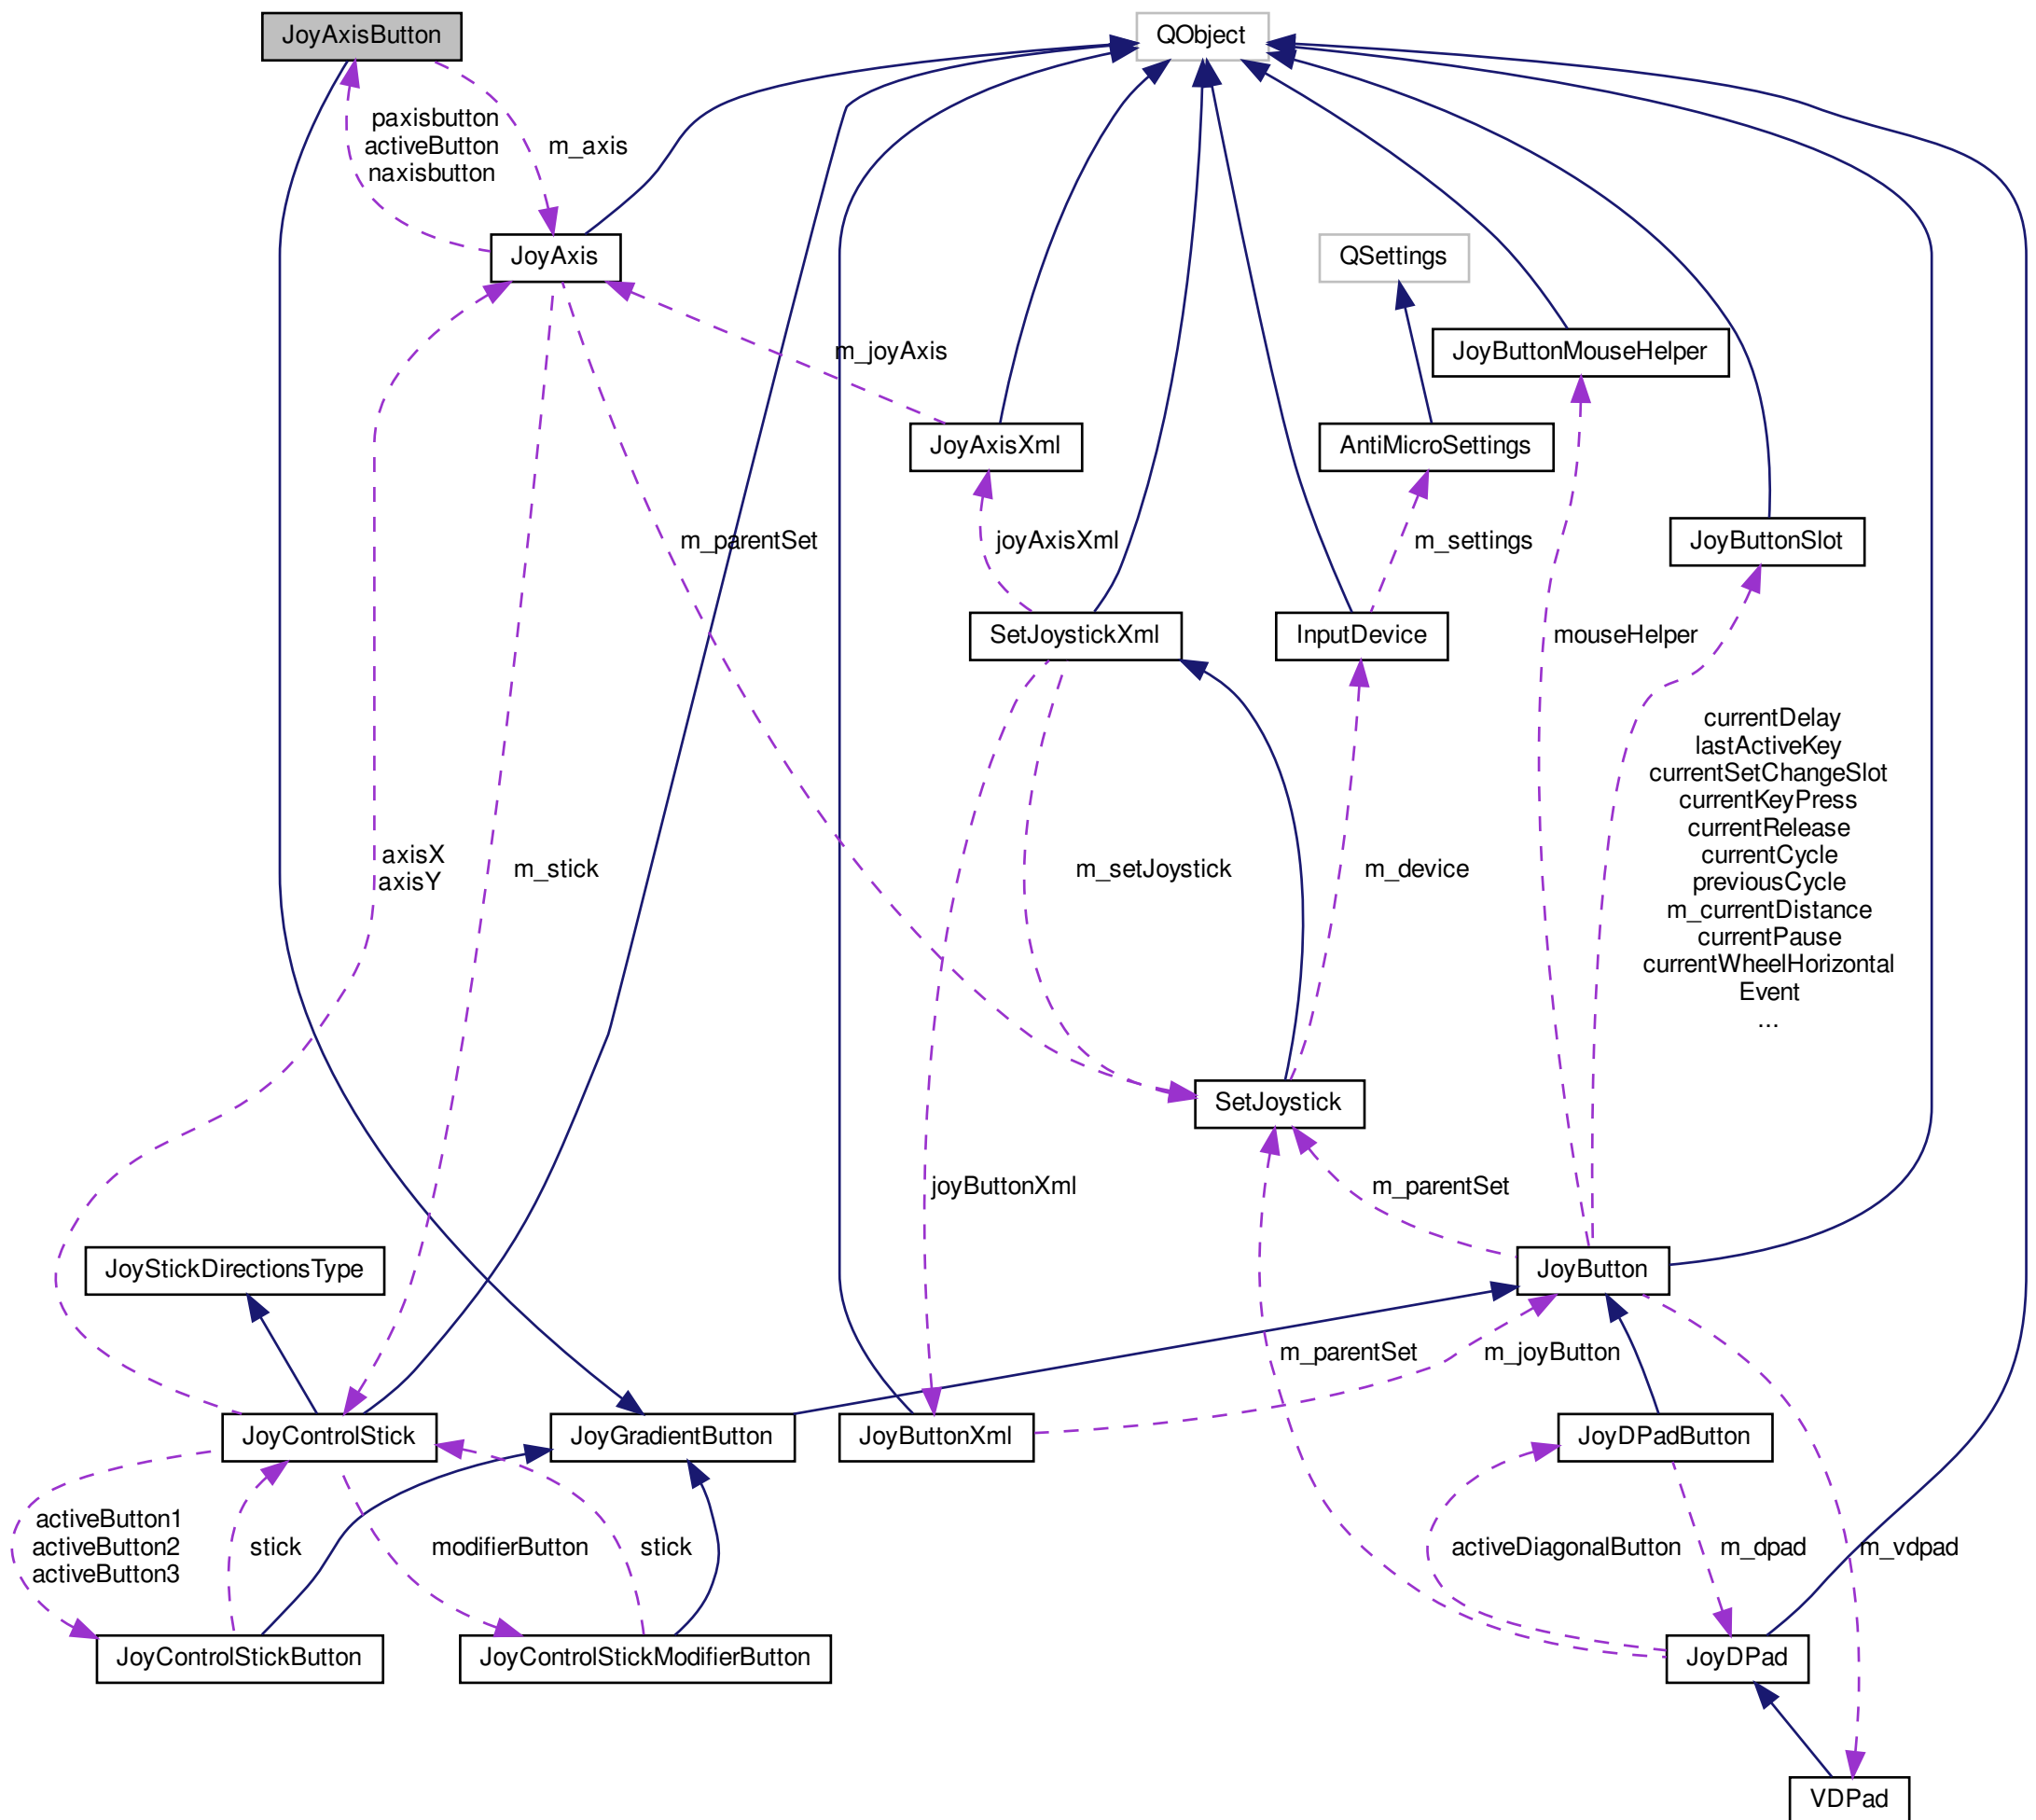 JoyAxisButton
QObject
paxisbutton
activeButton
naxisbutton
m_axis
JoyAxis
QSettings
m_joyAxis
JoyButtonMouseHelper
JoyAxisXml
AntiMicroSettings
m_parentSet
joyAxisXml
m_settings
JoyButtonSlot
SetJoystickXml
InputDevice
mouseHelper
currentDelay
lastActiveKey
currentSetChangeSlot
currentKeyPress
currentRelease
currentCycle
previousCycle
m_currentDistance
currentPause
currentWheelHorizontal
Event
...
axisX
axisY
m_stick
m_setJoystick
m_device
SetJoystick
joyButtonXml
m_parentSet
JoyStickDirectionsType
JoyButton
m_parentSet
m_joyButton
JoyControlStick
JoyGradientButton
JoyButtonXml
JoyDPadButton
activeButton1
activeButton2
activeButton3
stick
modifierButton
stick
activeDiagonalButton
m_dpad
m_vdpad
JoyControlStickButton
JoyControlStickModifierButton
JoyDPad
VDPad